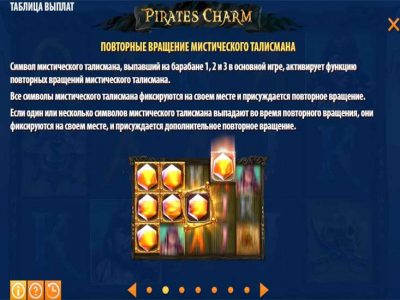 ТАБЛИЦА ВЫПЛАТ
PIRATES CHARM
ПОВТОРНЫЕ ВРАЩЕНИЕ МИСТИЧЕСКОГО ТАЛИСМАНА
Символ мистического талисмана, выпавший на барабане 1, 2 и 3 в основной игре, активирует функцию
повторных вращений мистического талисмана.
Все символы мистического талисмана фиксируются на своем месте и присуждается повторное вращение.
Если один или несколько символов мистического талисмана выпадают во время повторного вращения, они
фиксируются на своем месте, и присуждается дополнительное повторное вращение.